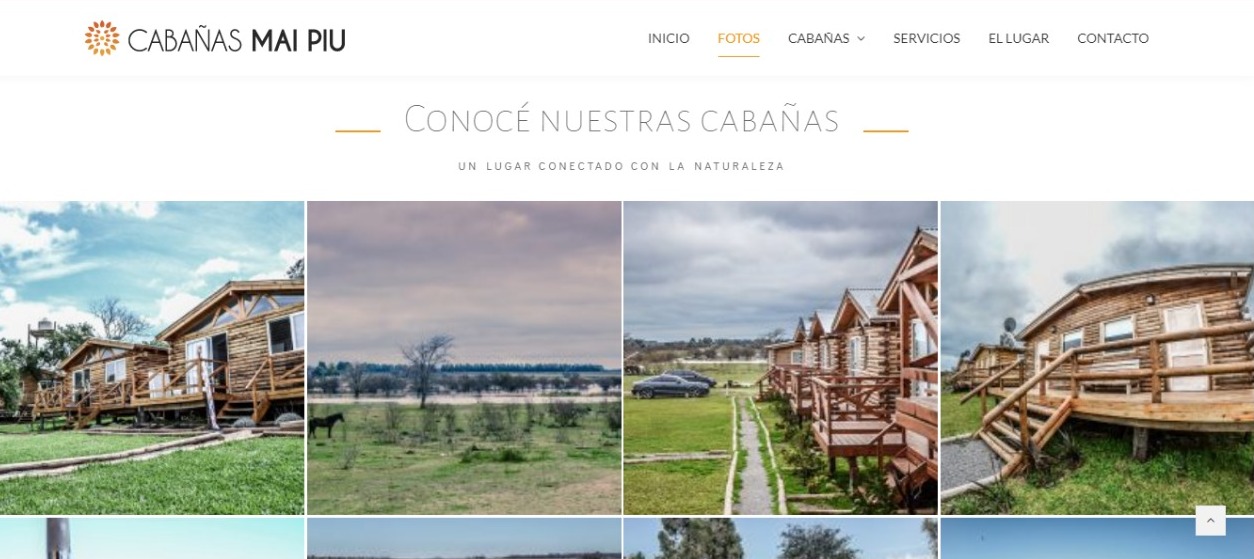 CABAÑAS MAI PIU
INICIO
FOTOS
CABAÑAS
SERVICIOS
EL LUGAR
CONTACTO
CONOCÉ NUESTRAS CABAÑAS
UN LUGAR CONECTADO CON LA NATURALEZA